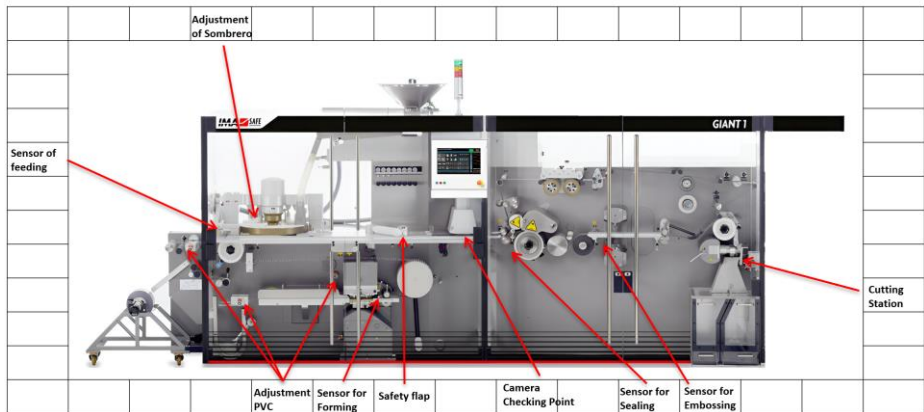 Adjustment
of Sombrero
IMA SAFE
GIANT 1
Sensor of
feeding
Cutting
Station
Adjustment
PVC
Sensor for
Forming
Safety flap
Camera
Checking Point
Sensor for
Sealing
Sensor for
Embossing